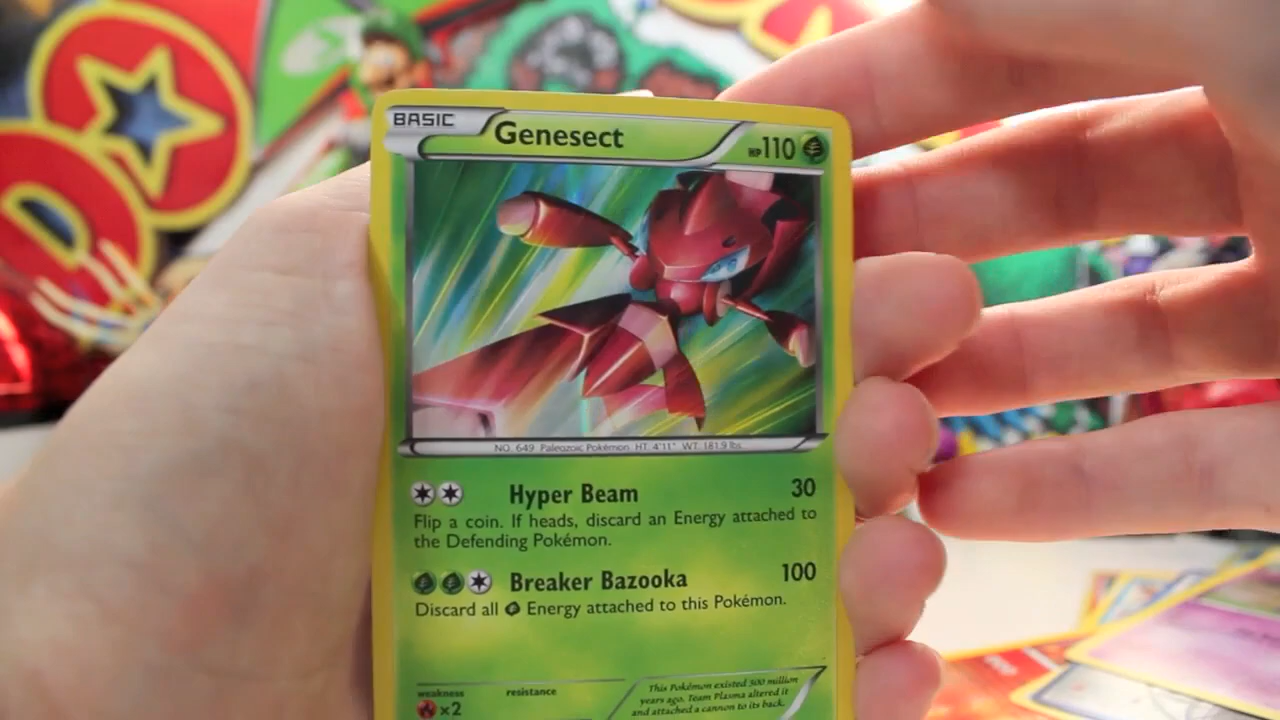 BASIC Genesect HP110
NO. 649 Paleozoic Pokémon HT: 4'11" WT: 181.9 lbs.
Hyper Beam 30
Flip a coin. If heads, discard an Energy attached to
the Defending Pokémon.
Breaker Bazooka 100
Discard all Energy attached to this Pokémon.
weakness resistance
×2
This Pokémon existed 300 million
years ago. Team Plasma altered it
and attached a cannon to its back.